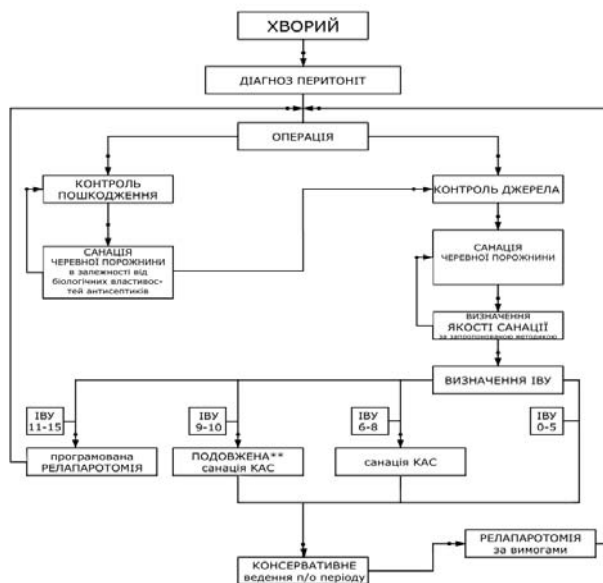 ХВОРИЙ
ДІАГНОЗ ПЕРИТОНІТ
ОПЕРАЦІЯ
КОНТРОЛЬ
ПОШКОДЖЕННЯ
КОНТРОЛЬ ДЖЕРЕЛА
САНАЦІЯ
ЧЕРЕВНОЇ ПОРОЖНИНИ
в залежності від
біологічних властивос-
тей антисептиків
САНАЦІЯ
ЧЕРЕВНОЇ ПОРОЖНИНИ
ВИЗНАЧЕННЯ
ЯКОСТІ САНАЦІЇ
за запропонованою методикою
ВИЗНАЧЕННЯ ІВУ
ІВУ
11-15
ІВУ
9-10
ІВУ
6-8
ІВУ
0-5
програмована
РЕЛАПАРОТОМІЯ
ПОДОВЖЕНА**
санація КАС
санація КАС
РЕЛАПАРОТОМІЯ
за вимогами
КОНСЕРВАТИВНЕ
ведення п/о періоду